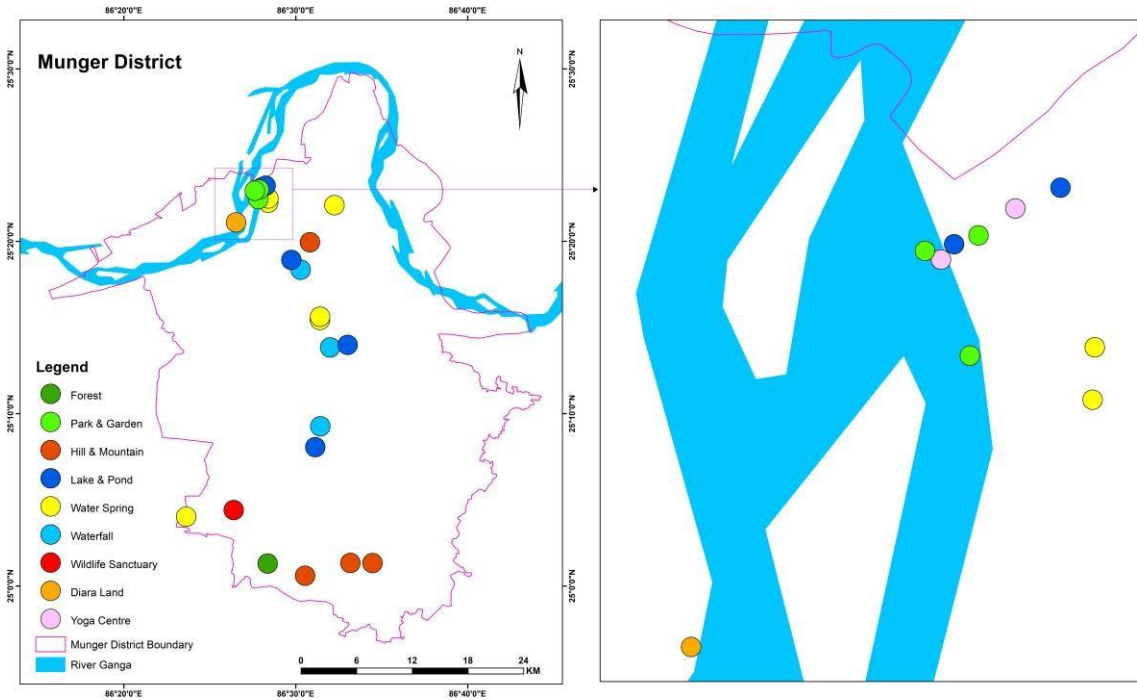 86°20'0"E
86°30'0"E
86°40'0"E
Munger District
N
25°30'0"N
25°30'0"N
25°20'0"N
25°20'0"N
25°10'0"N
25°10'0"N
25°0'0"N
25°0'0"N
Legend
Forest
Park & Garden
Hill & Mountain
Lake & Pond
Water Spring
Waterfall
Wildlife Sanctuary
Diara Land
Yoga Centre
Munger District Boundary
River Ganga
0 6 12 18 24
KM
86°20'0"E
86°30'0"E
86°40'0"E